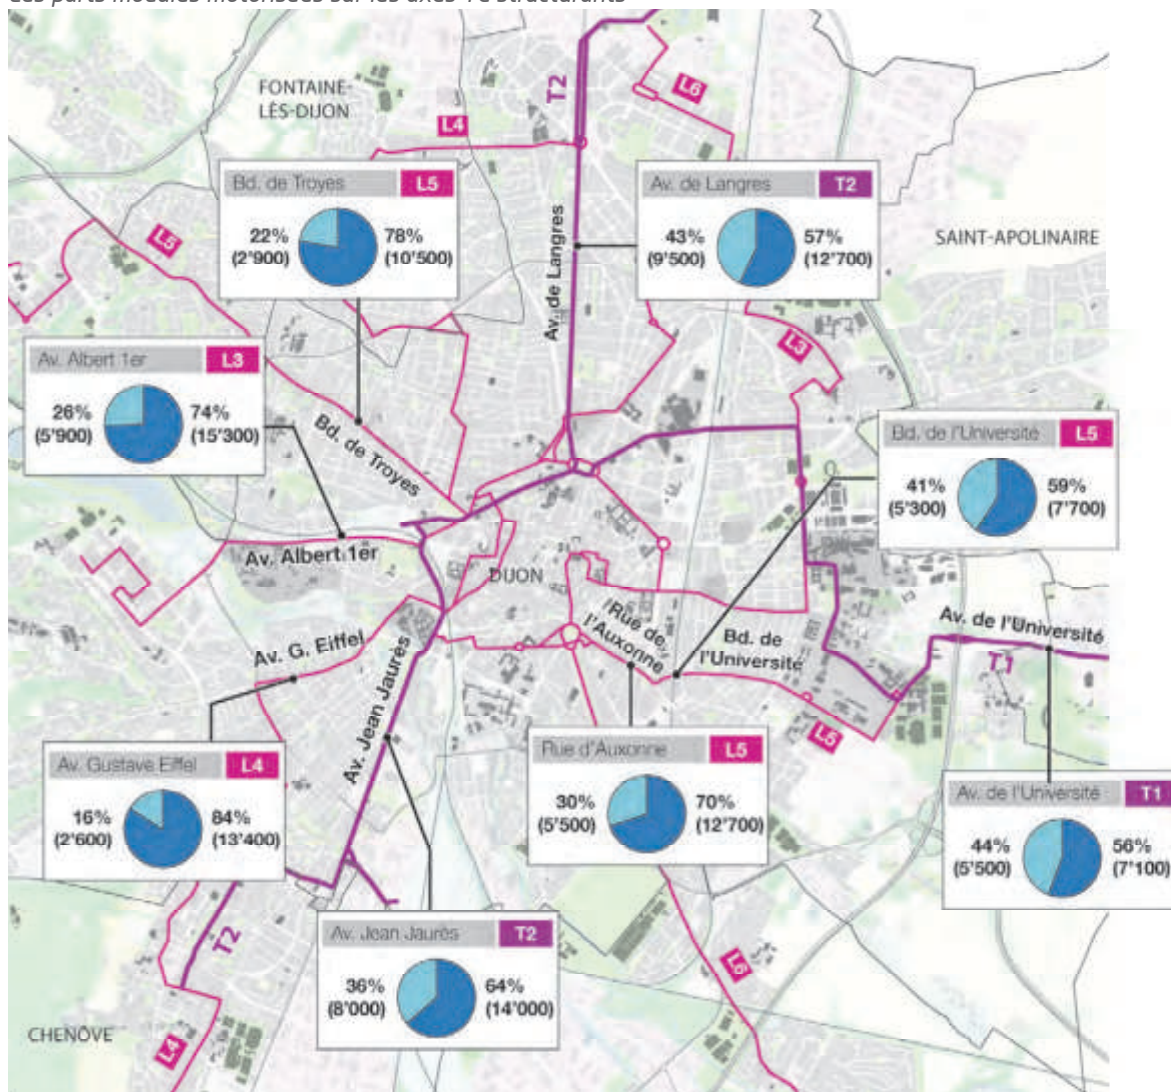 Les parts modales motorisées sur les axes TC structurants
FONTAINE-
LÈS-DIJON
T2
L6
L4
Bd. de Troyes L5
22%
(2'900)
78%
(10'500)
Av. de Langres T2
43%
(9'500)
57%
(12'700)
SAINT-APOLINAIRE
L5
Av. de Langres
L3
Av. Albert 1er L3
26%
(5'900)
74%
(15'300)
Bd. de Troyes
Bd. de l'Université L5
41%
(5'300)
59%
(7'700)
Av. Albert 1er
DIJON
Av. G. Eiffel
Rue de
l'Auxonne
Bd. de
l'Université
Av. de l'Université
T1
Av. Jean Jaurès
L5
Av. Gustave Eiffel L4
16%
(2'600)
84%
(13'400)
Rue d'Auxonne L5
30%
(5'500)
70%
(12'700)
Av. de l'Université T1
44%
(5'500)
56%
(7'100)
T2
Av. Jean Jaurès T2
36%
(8'000)
64%
(14'000)
L6
CHENÔVE
L4